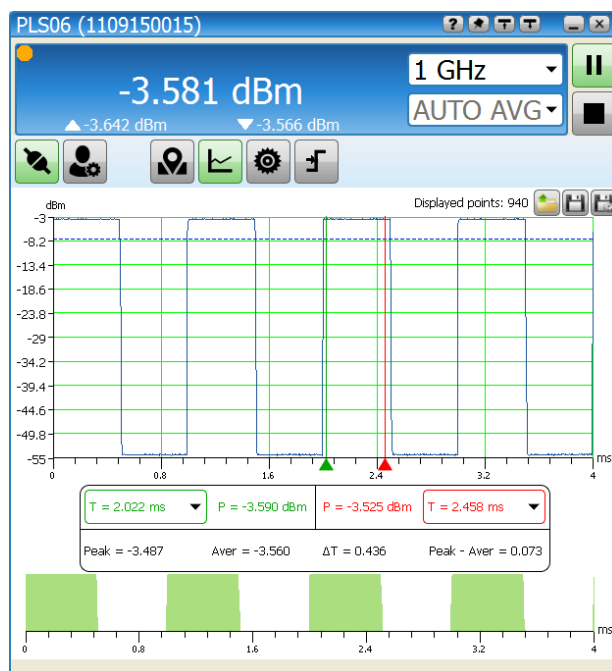 PLS06 (1109150015)
-3.581 dBm
-3.642 dBm -3.566 dBm
1 GHz
AUTO AVG
Displayed points: 940
dBm
-3
-8.2
-13.4
-18.6
-23.8
-29
-34.2
-39.4
-44.6
-49.8
-55
0 0.8 1.6 2.4 3.2 4
ms
T = 2.022 ms P = -3.590 dBm P = -3.525 dBm T = 2.458 ms
Peak = -3.487 Aver = -3.560 ΔT = 0.436 Peak - Aver = 0.073
ms
0 0.8 1.6 2.4 3.2 4